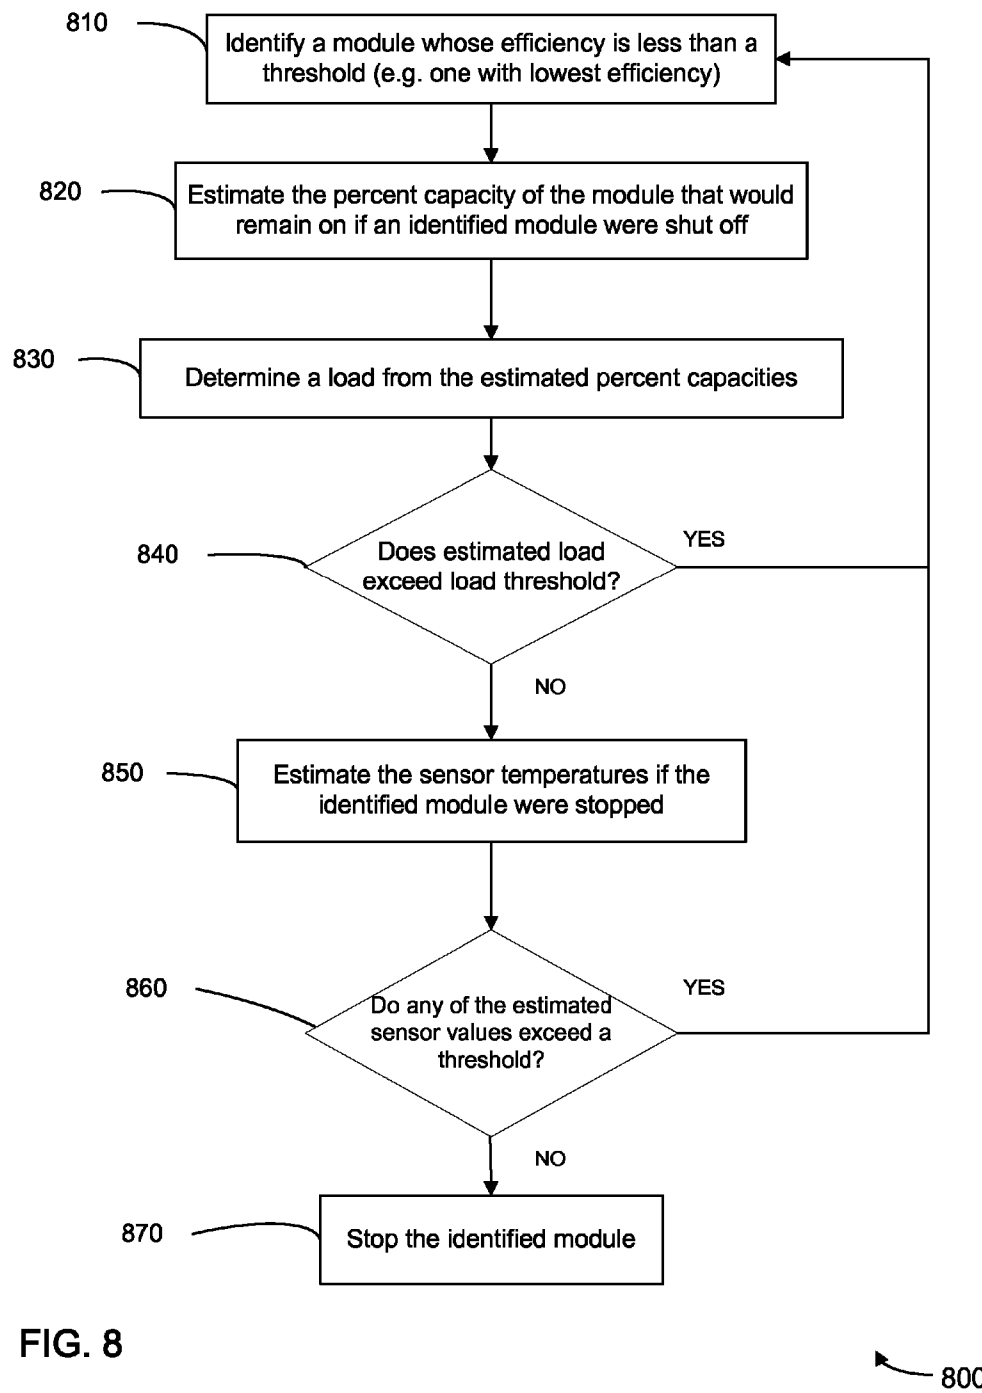 810
Identify a module whose efficiency is less than a
threshold (e.g. one with lowest efficiency)
820
Estimate the percent capacity of the module that would
remain on if an identified module were shut off
830
Determine a load from the estimated percent capacities
840
Does estimated load
exceed load threshold?
YES
NO
850
Estimate the sensor temperatures if the
identified module were stopped
860
Do any of the estimated
sensor values exceed a
threshold?
YES
NO
870
Stop the identified module
FIG. 8
800